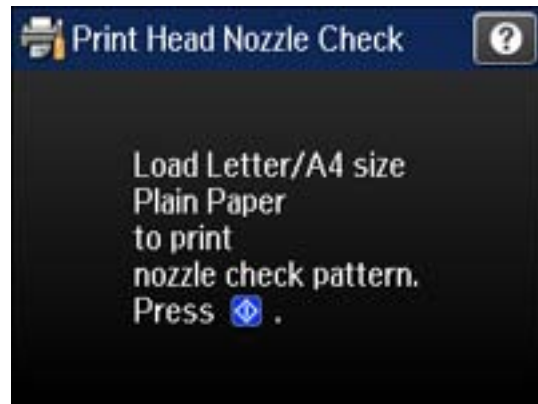 Print Head Nozzle Check ?
Load Letter/A4 size
Plain Paper
to print
nozzle check pattern.
Press .